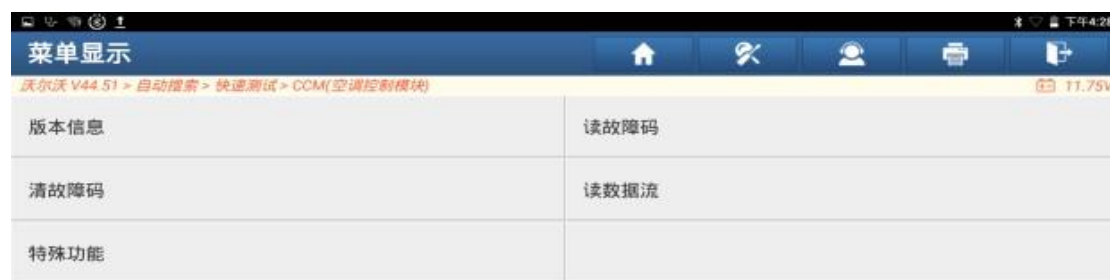 下午4:28
菜单显示
沃尔沃 V44.51 > 自动搜索 > 快速测试 > CCM(空调控制模块) 11.75V
版本信息 读故障码
清故障码 读数据流
特殊功能